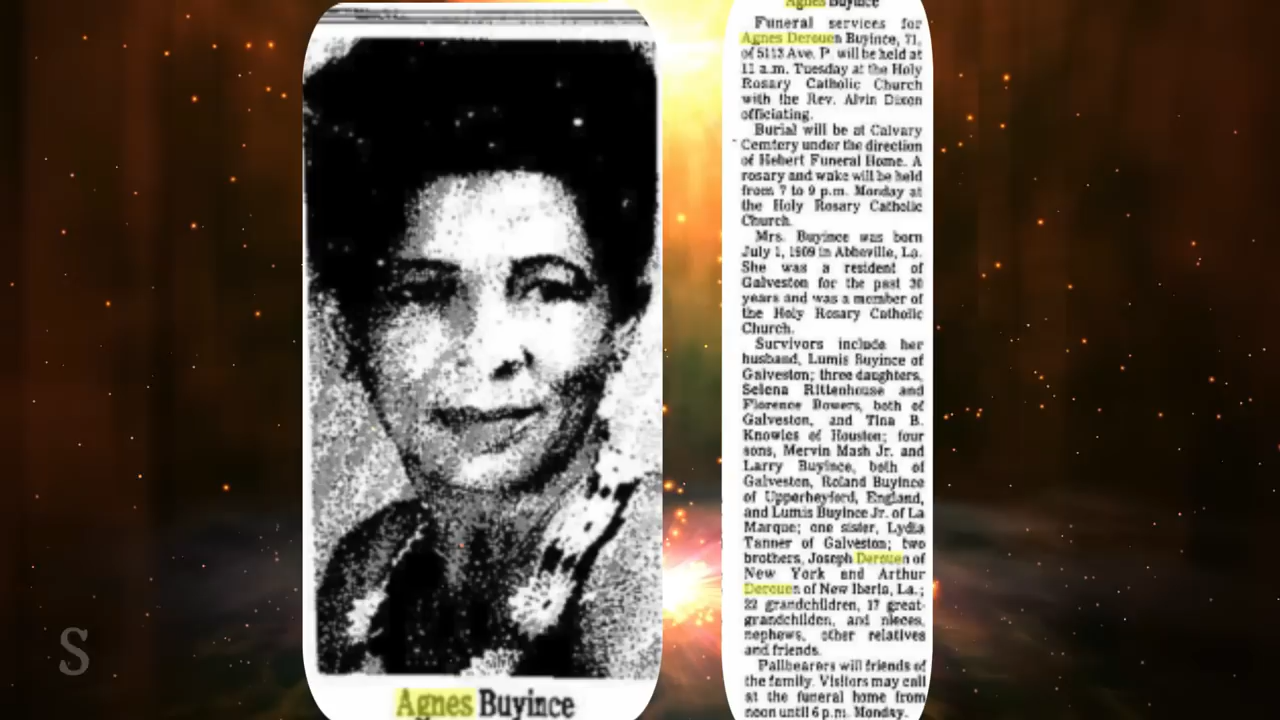 Agnes Buyince
Agnes Buyince
Funeral services for
Agnes Derouen Buyince, 71,
of 5113 Ave. P. will be held at
11 a.m. Tuesday at the Holy
Rosary Catholic Church
with the Rev. Alvin Dixon
officiating.
Burial will be at Calvary
Cemtery under the direction
of Hebert Funeral Home. A
rosary and wake will be held
from 7 to 9 p.m. Monday at
the Holy Rosary Catholic
Church.
Mrs. Buyince was born
July 1, 1909 in Abbeville, La.
She was a resident of
Galveston for the past
years and was a member of
the Holy Rosary Catholic
Church.
Survivors include her
husband, Lumis Buyince of
Galveston; three daughters,
Selena Rittenhouse and
Florence Bowers, both of
Galveston, and Tina B.
Knowles of Houston; four
sons, Mervin Mash Jr. and
Larry Buyince, both of
Galveston, Roland Buyince
of Upperheyford, England,
and Lumis Buyince Jr. of La
Marque; one sister, Lydia
Tanner of Galveston; two
brothers, Joseph Derouen of
New York and Arthur
Derouen of New Iberia, La.;
22 grandchildren, 17 great-
grandchilden, and nieces,
nephews, other relatives
and friends.
Pallbearers will friends of
the family. Visitors may call
at the funeral home from
noon until 6 p.m. Monday.
S